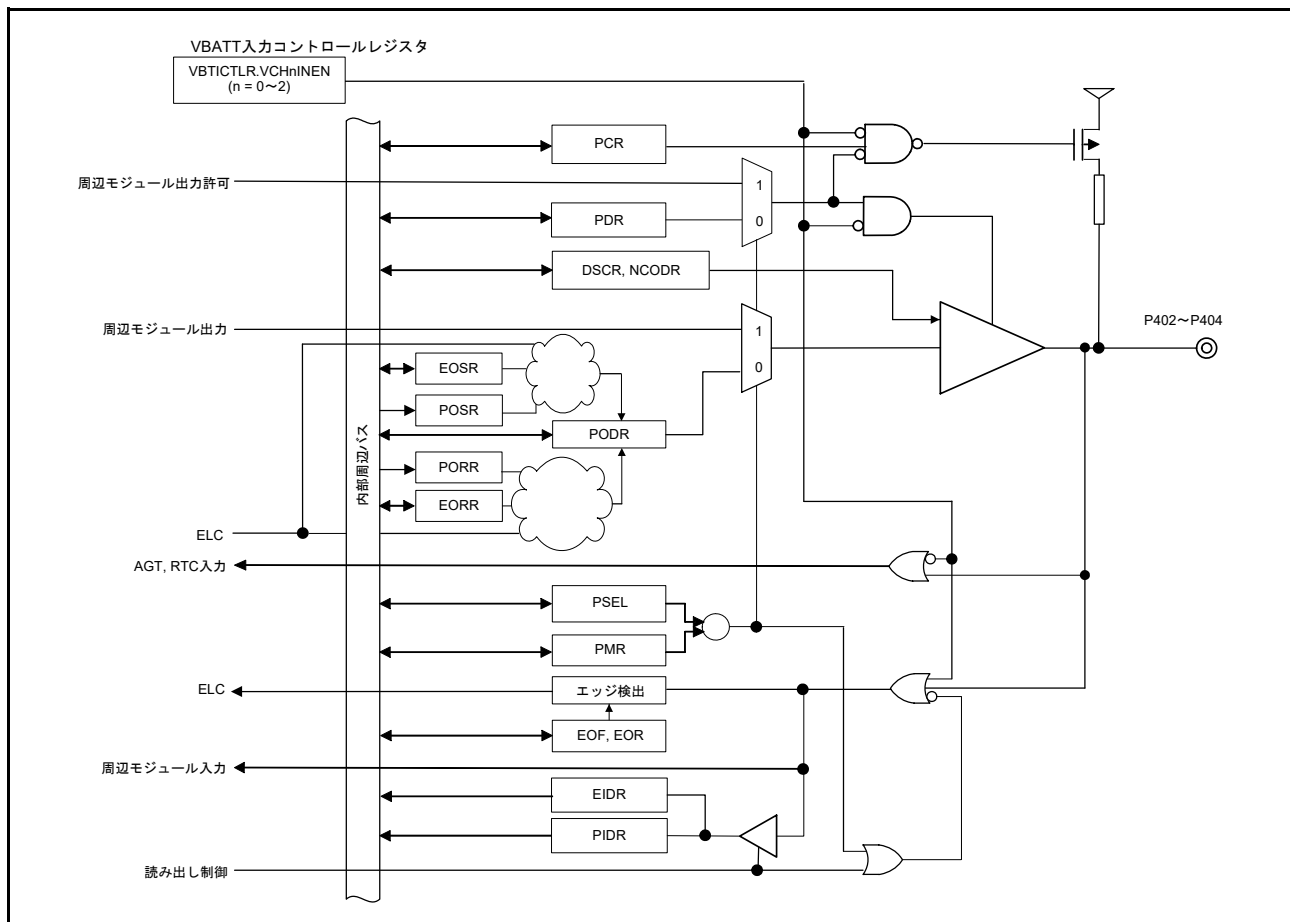 VBATT入力コントロールレジスタ
VBTICTLR.VCHnINEN
(n = 0～2)
PCR
周辺モジュール出力許可
1
PDR
0
DSCR, NCODR
周辺モジュール出力
1
P402～P404
EOSR
0
POSR
PODR
内部周辺バス
PORR
EORR
ELC
AGT, RTC入力
PSEL
PMR
ELC
エッジ検出
EOF, EOR
周辺モジュール入力
EIDR
PIDR
読み出し制御